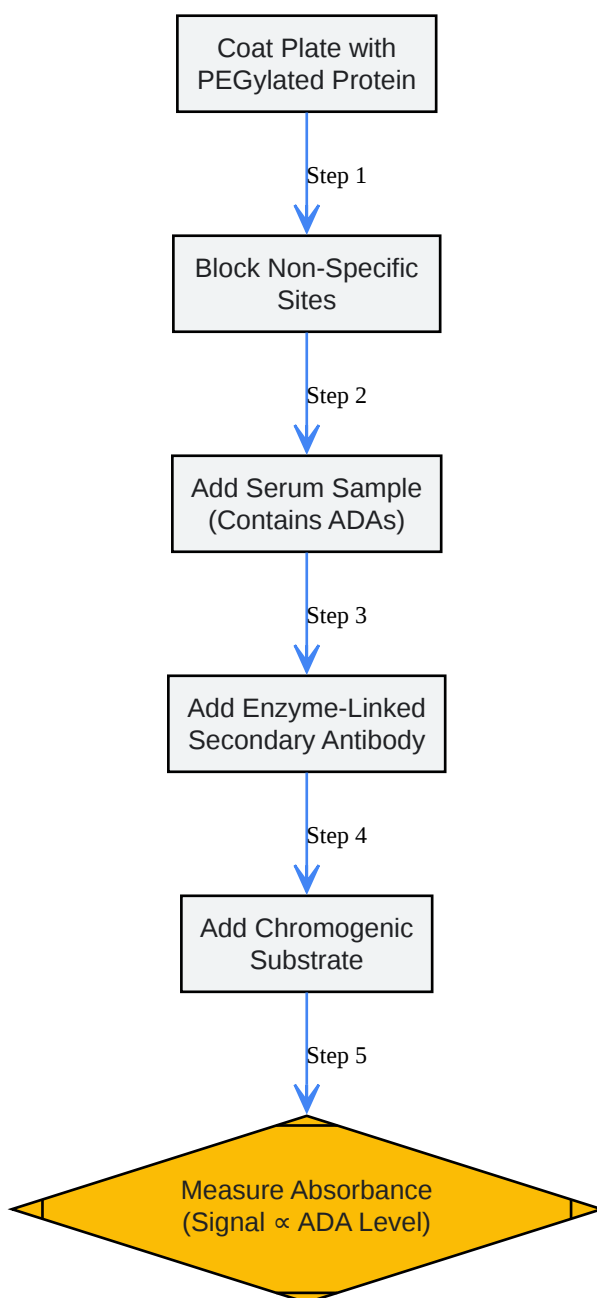 Coat Plate with
PEGylated Protein
Step 1
Block Non-Specific
Sites
Step 2
Add Serum Sample
(Contains ADAs)
Step 3
Add Enzyme-Linked
Secondary Antibody
Step 4
Add Chromogenic
Substrate
Step 5
Measure Absorbance
(Signal ∝ ADA Level)